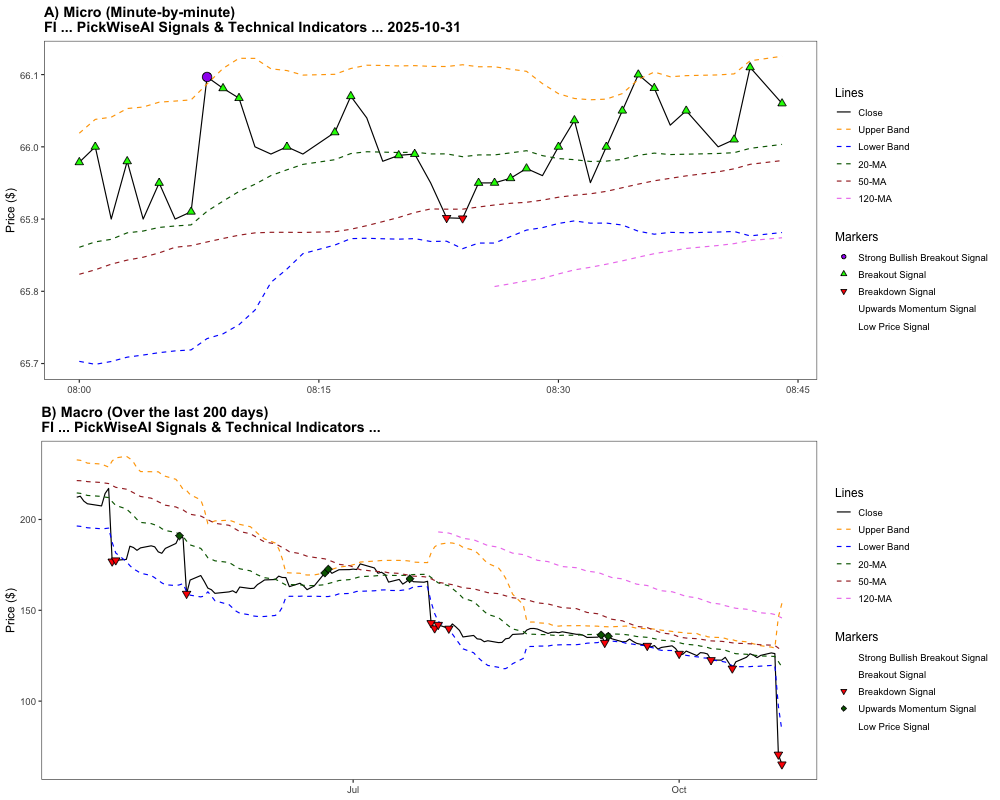 A) Micro (Minute-by-minute)
FI ... PickWiseAI Signals & Technical Indicators ... 2025-10-31
66.1
66.0
65.9
65.8
65.7
Price ($)
08:00
08:15
08:30
08:45
Lines
Close
Upper Band
Lower Band
20-MA
50-MA
120-MA
Markers
Strong Bullish Breakout Signal
Breakout Signal
Breakdown Signal
Upwards Momentum Signal
Low Price Signal
B) Macro (Over the last 200 days)
FI ... PickWiseAI Signals & Technical Indicators ...
200
150
100
Price ($)
Jul
Oct
Lines
Close
Upper Band
Lower Band
20-MA
50-MA
120-MA
Markers
Strong Bullish Breakout Signal
Breakout Signal
Breakdown Signal
Upwards Momentum Signal
Low Price Signal